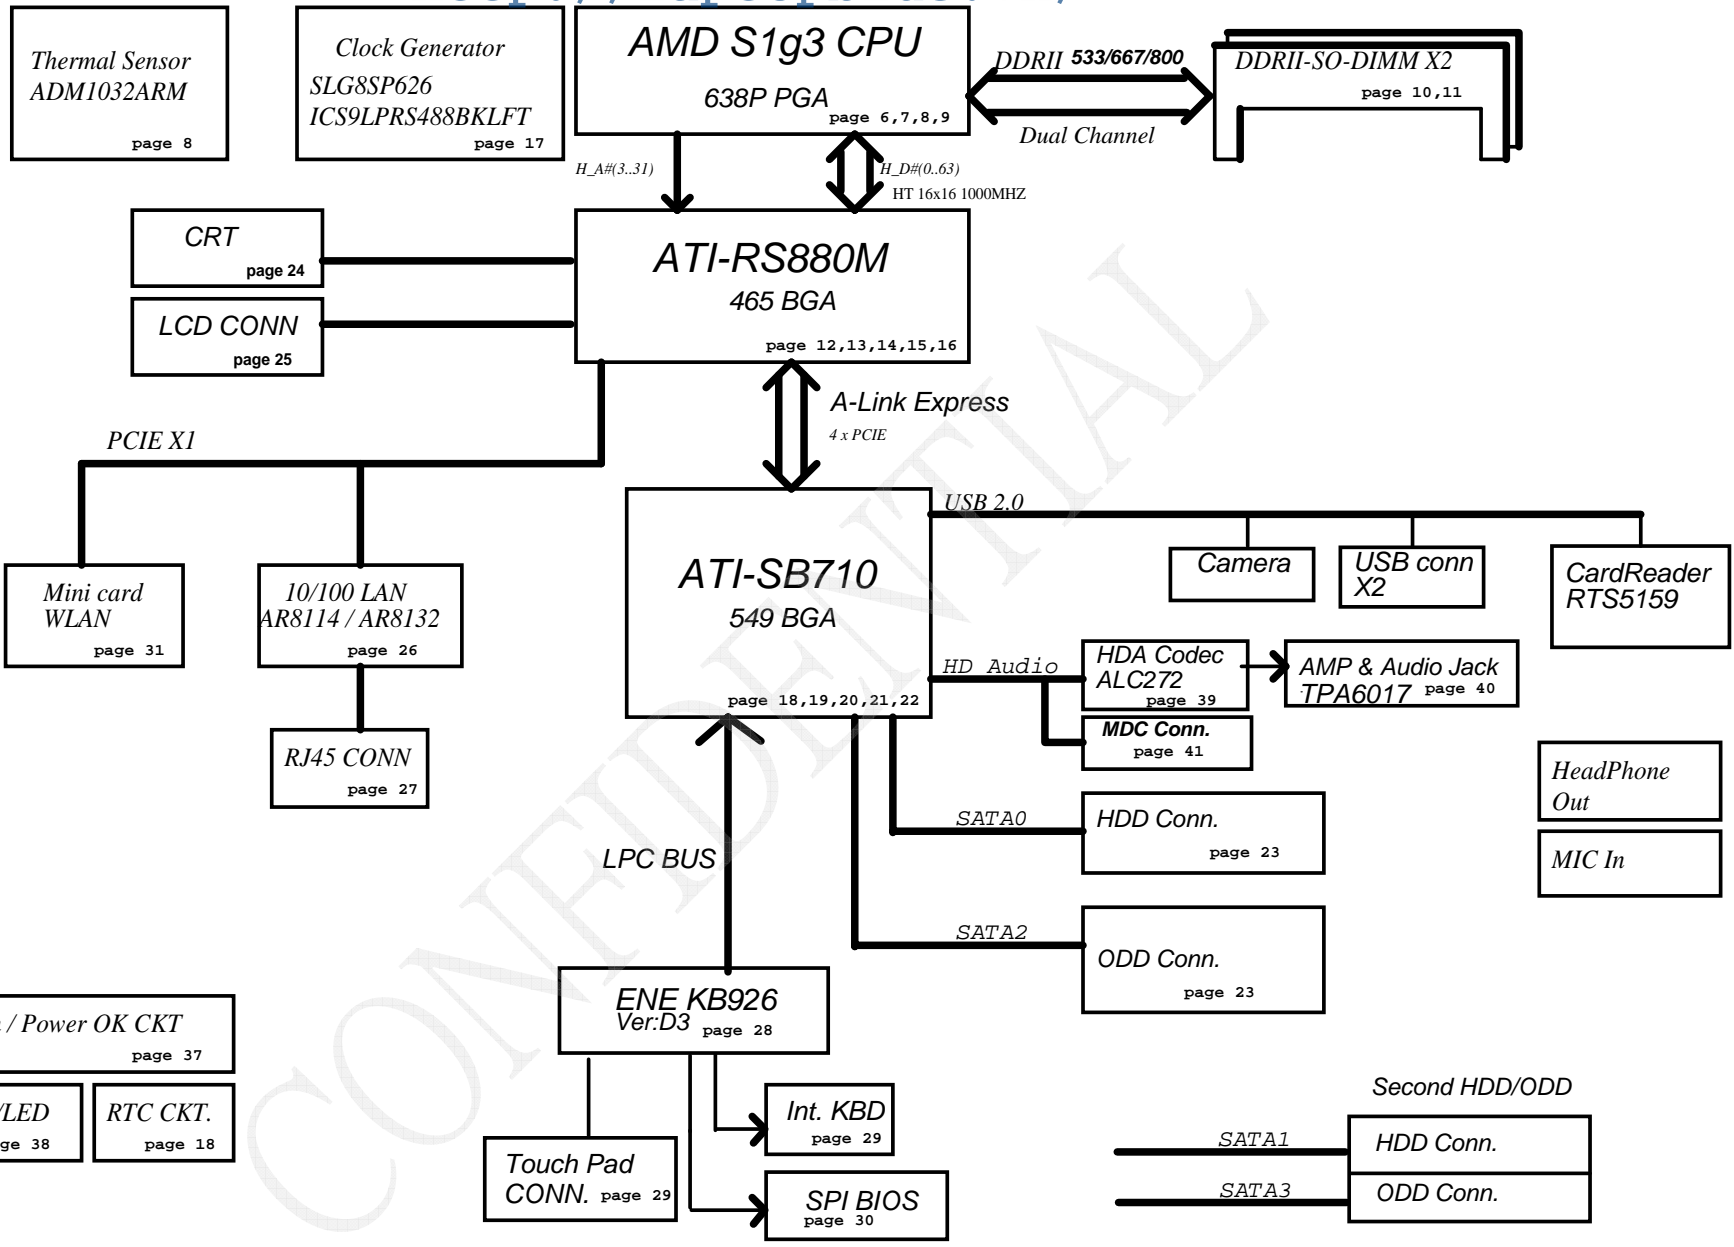 Thermal Sensor
ADM1032ARM
page 8
Clock Generator
SLG8SP626
ICS9LPRS488BKLFT
page 17
AMD S1g3 CPU
638P PGA
page 6,7,8,9
DDRII 533/667/800
Dual Channel
DDRII-SO-DIMM X2
page 10,11
H_A#(3..31)
H_D#(0..63)
HT 16x16 1000MHZ
CRT
page 24
LCD CONN
page 25
ATI-RS880M
465 BGA
page 12,13,14,15,16
A-Link Express
4 x PCIE
PCIE X1
Mini card
WLAN
page 31
10/100 LAN
AR8114 / AR8132
page 26
RJ45 CONN
page 27
ATI-SB710
549 BGA
page 18,19,20,21,22
USB 2.0
Camera
USB conn
X2
CardReader
RTS5159
HD Audio
HDA Codec
ALC272
page 39
AMP & Audio Jack
TPA6017 page 40
MDC Conn.
page 41
HeadPhone
Out
MIC In
SATA0
HDD Conn.
page 23
SATA2
ODD Conn.
page 23
LPC BUS
ENE KB926
Ver:D3 page 28
/ Power OK CKT
page 37
/LED
ge 38
RTC CKT.
page 18
Touch Pad
CONN. page 29
Int. KBD
page 29
SPI BIOS
page 30
Second HDD/ODD
SATA1
HDD Conn.
SATA3
ODD Conn.
CONFIDENTIAL